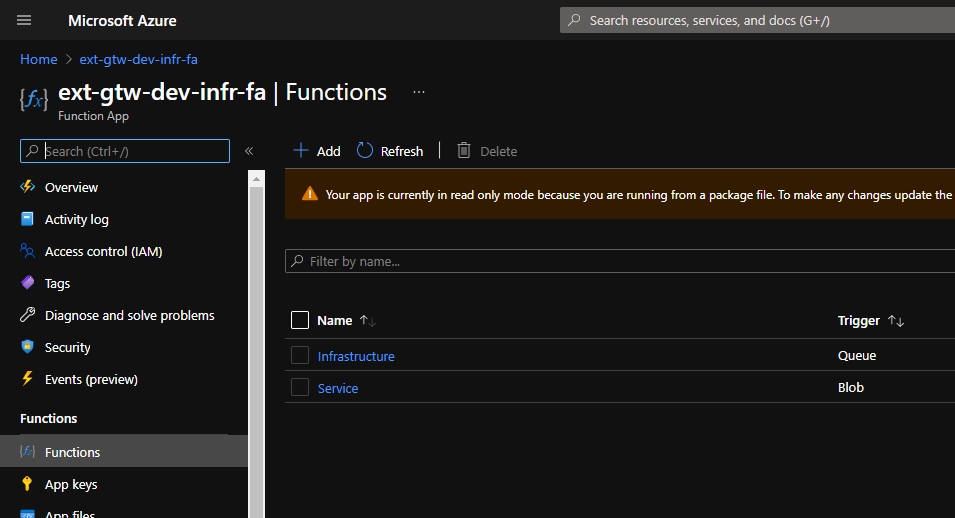 Microsoft Azure
Search resources, services, and docs (G+/)
Home > ext-gtw-dev-infr-fa
{fx} ext-gtw-dev-infr-fa | Functions ...
Function App
Search (Ctrl+/) «
+ Add Refresh | Delete
Overview
Activity log
Access control (IAM)
Tags
Diagnose and solve problems
Security
Events (preview)
Functions
Functions
App keys
App files
Your app is currently in read only mode because you are running from a package file. To make any changes update the
Filter by name...
Name ↑↓ Trigger ↑↓
Infrastructure Queue
Service Blob